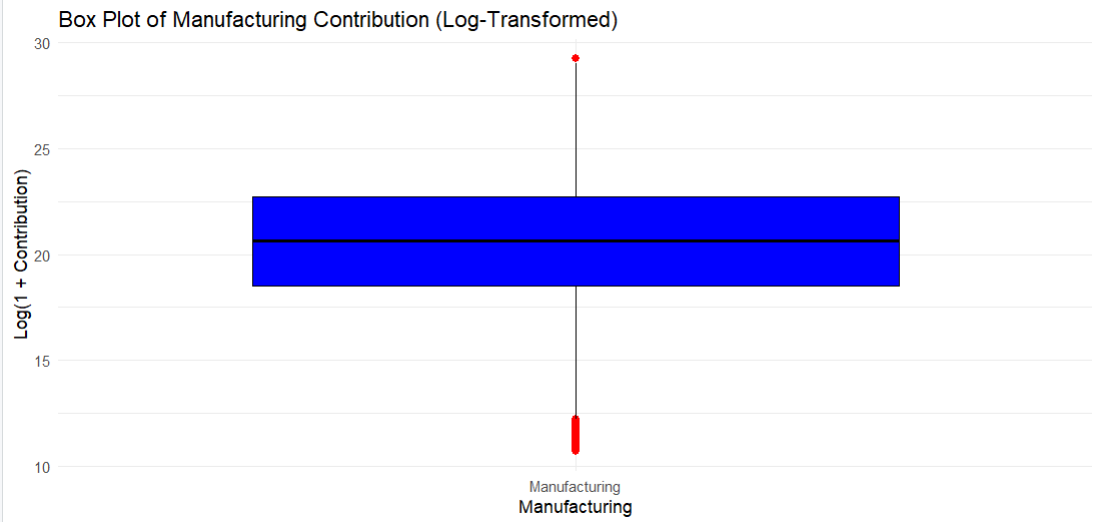 Box Plot of Manufacturing Contribution (Log-Transformed)
Log(1 + Contribution)
30
25
20
15
10
Manufacturing
Manufacturing